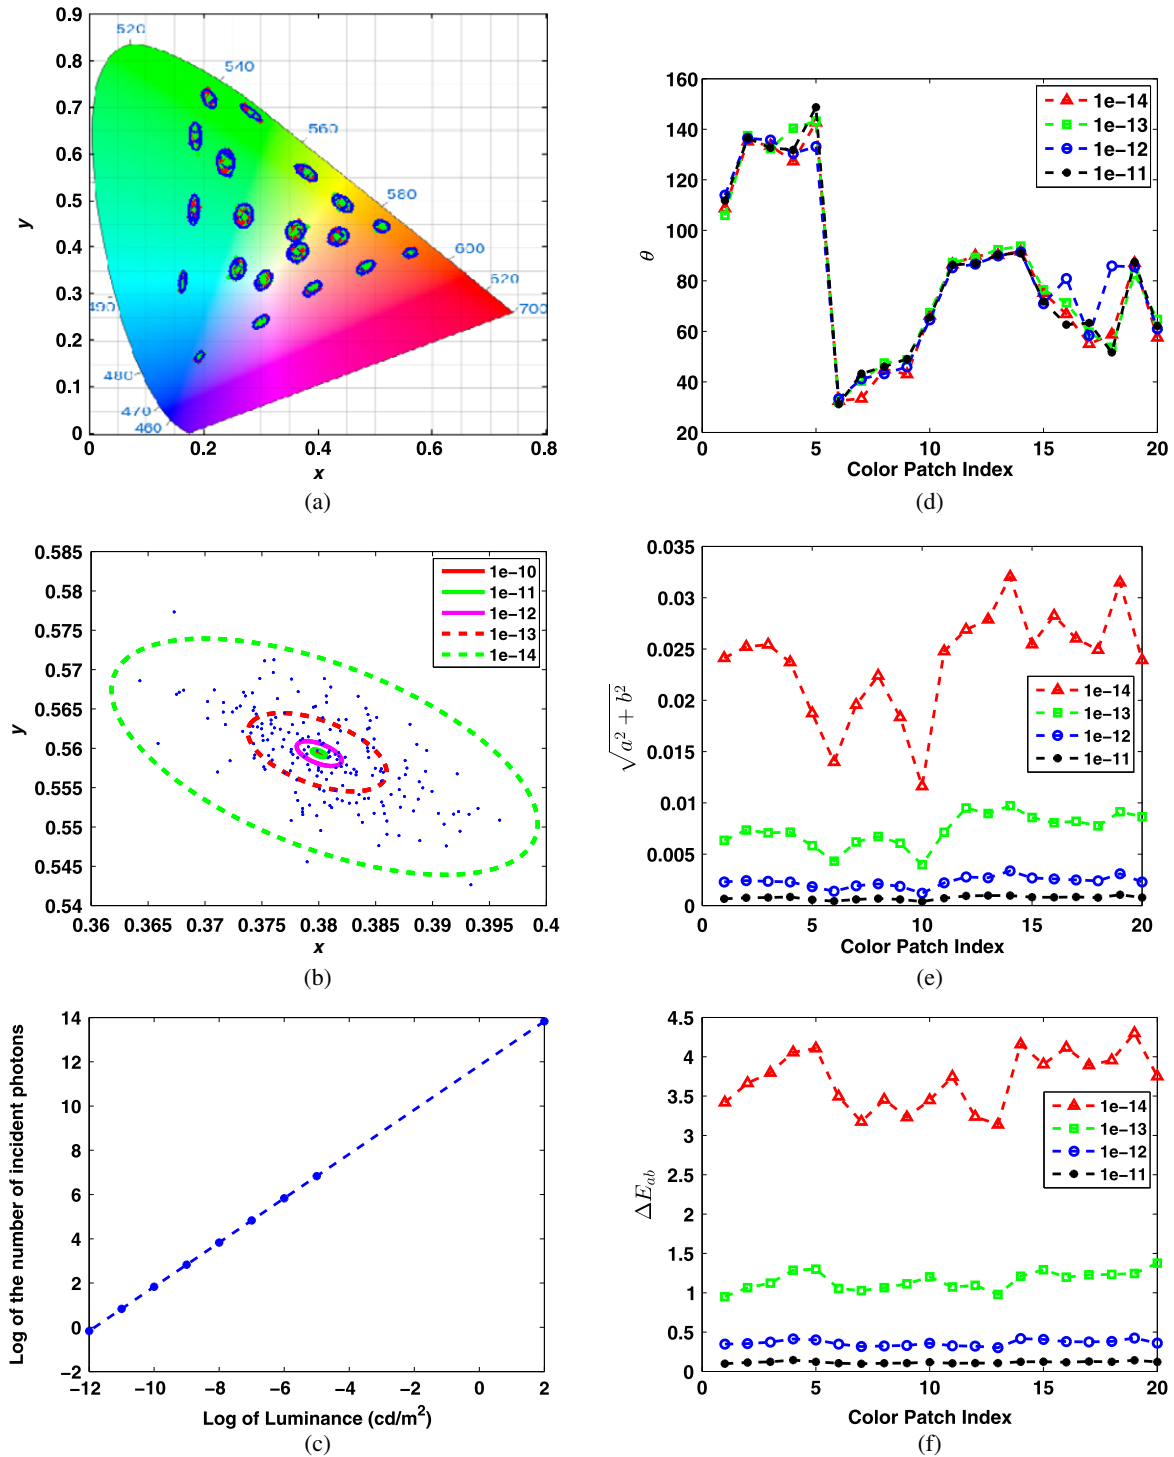 0.9
0.8
0.7
0.6
0.5
0.4
0.3
0.2
0.1
0
y
520
540
560
580
600
620
700
490
480
470
460
0 0.2 0.4 0.6 0.8
x
(a)
160
140
120
100
80
60
40
20
θ
1e−14
1e−13
1e−12
1e−11
0 5 10 15 20
Color Patch Index
(d)
0.585
0.58
0.575
0.57
0.565
0.56
0.555
0.55
0.545
0.54
y
1e−10
1e−11
1e−12
1e−13
1e−14
0.36 0.365 0.37 0.375 0.38 0.385 0.39 0.395 0.4
x
(b)
0.035
0.03
0.025
0.02
0.015
0.01
0.005
0
√a² + b²
1e−14
1e−13
1e−12
1e−11
0 5 10 15 20
Color Patch Index
(e)
14
12
10
8
6
4
2
0
−2
Log of the number of incident photons
−12 −10 −8 −6 −4 −2 0 2
Log of Luminance (cd/m²)
(c)
4.5
4
3.5
3
2.5
2
1.5
1
0.5
0
ΔE_ab
1e−14
1e−13
1e−12
1e−11
0 5 10 15 20
Color Patch Index
(f)